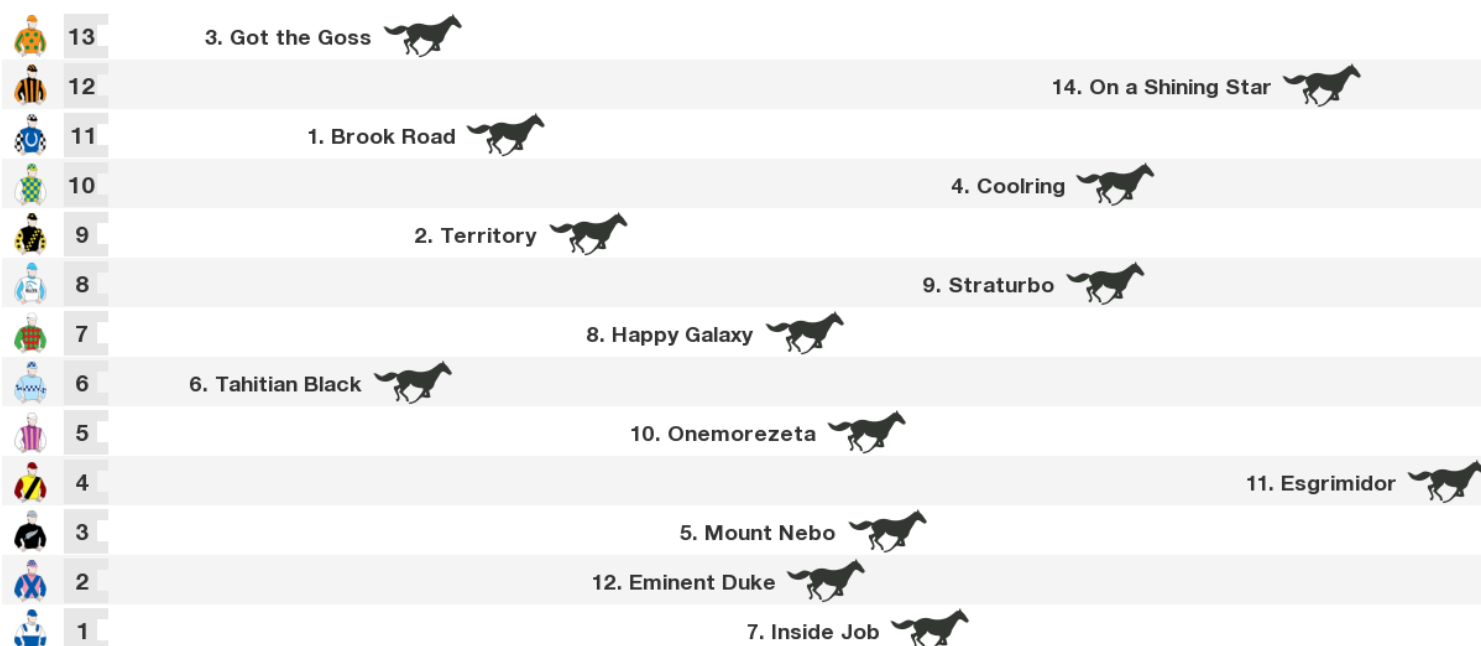 13 3. Got the Goss
12 14. On a Shining Star
11 1. Brook Road
10 4. Coolring
9 2. Territory
8 9. Straturbo
7 8. Happy Galaxy
6 6. Tahitian Black
5 10. Onemorezeta
4 11. Esgrimidor
3 5. Mount Nebo
2 12. Eminent Duke
1 7. Inside Job